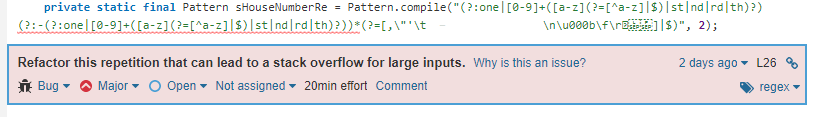 private static final Pattern sHouseNumberRe = Pattern.compile("(?:one|[0-9]+([a-z](?=[^a-z]|$)|st|nd|rd|th)?)
(?:-(?:one|[0-9]+([a-z](?=[^a-z]|$)|st|nd|rd|th)?))*(?=[,\"'\t \n\u000b\f\r]|$)", 2);
Refactor this repetition that can lead to a stack overflow for large inputs. Why is this an issue? 2 days ago L26
Bug Major Open Not assigned 20min effort Comment regex